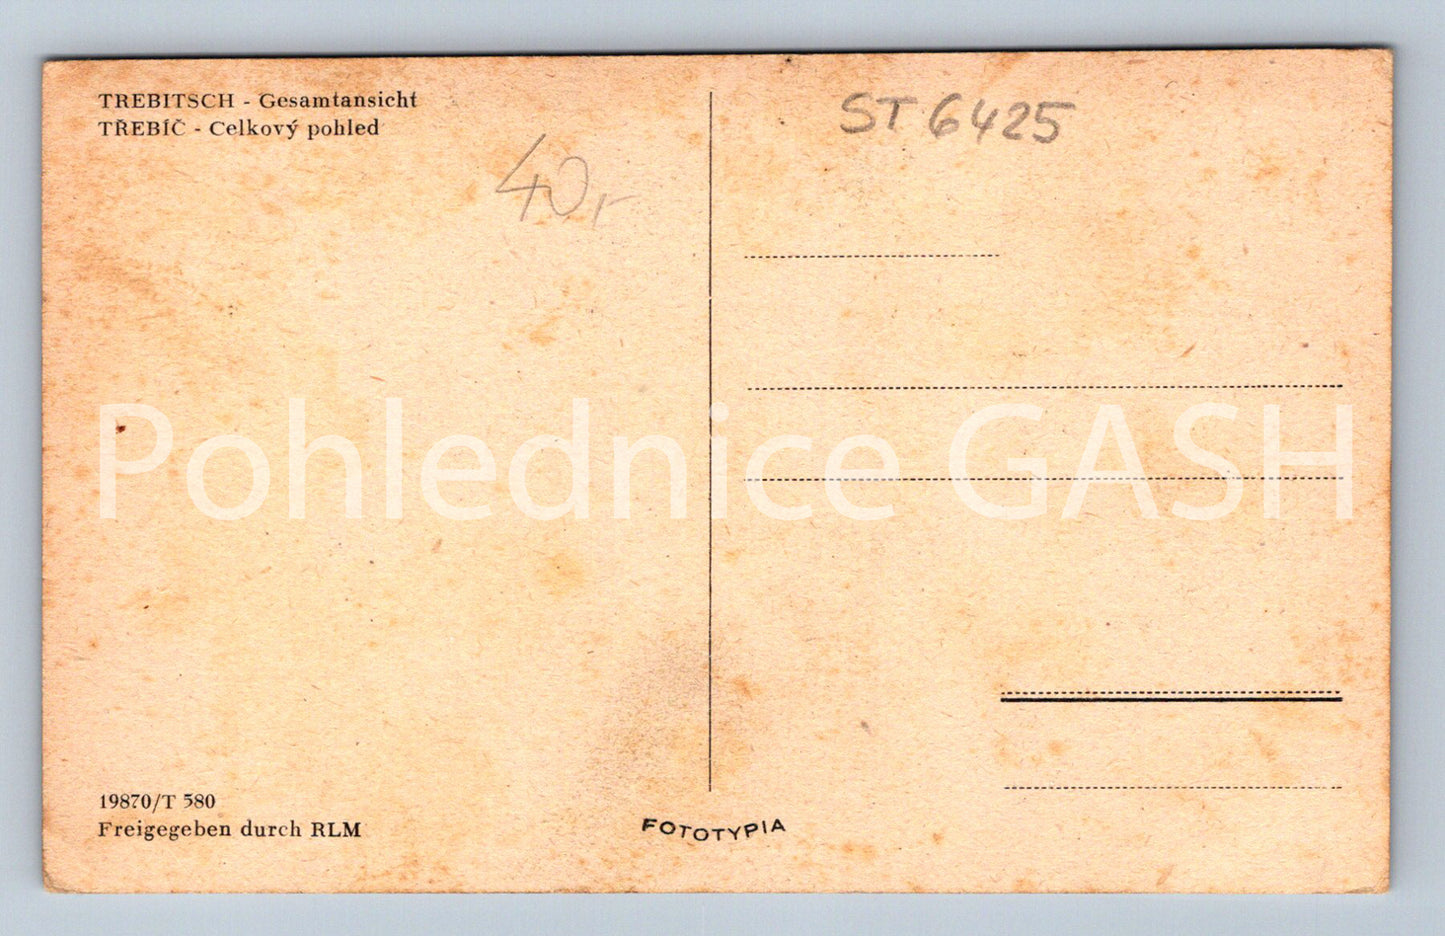 TREBITSCH - Gesamtansicht
TŘEBÍČ - Celkový pohled
40,-
ST 6425
Pohlednice GASH
19870/T 580
Freigegeben durch RLM
FOTOTYPIA